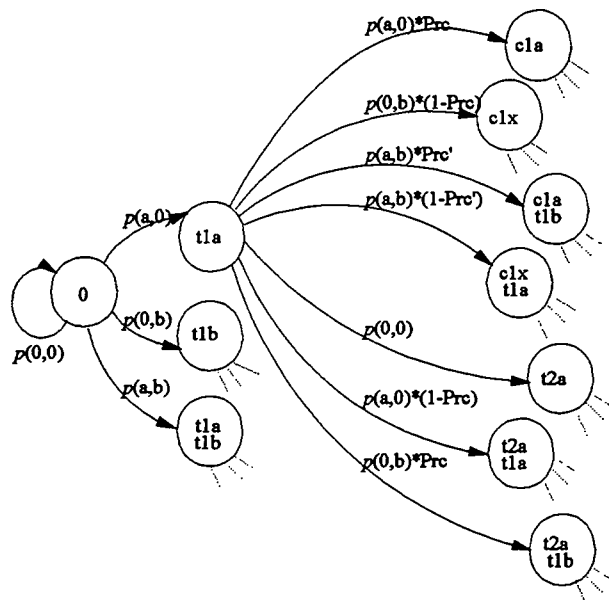 p(a,0)*Prc
c1a
p(0,b)*(1-Prc)
c1x
p(a,b)*Prc'
c1a
t1b
p(a,b)*(1-Prc')
p(a,0)
t1a
c1x
t1a
0
p(0,0)
p(0,b)
t1b
p(0,0)
t2a
p(a,b)
t1a
t1b
p(a,0)*(1-Prc)
t2a
t1a
p(0,b)*Prc
t2a
t1b